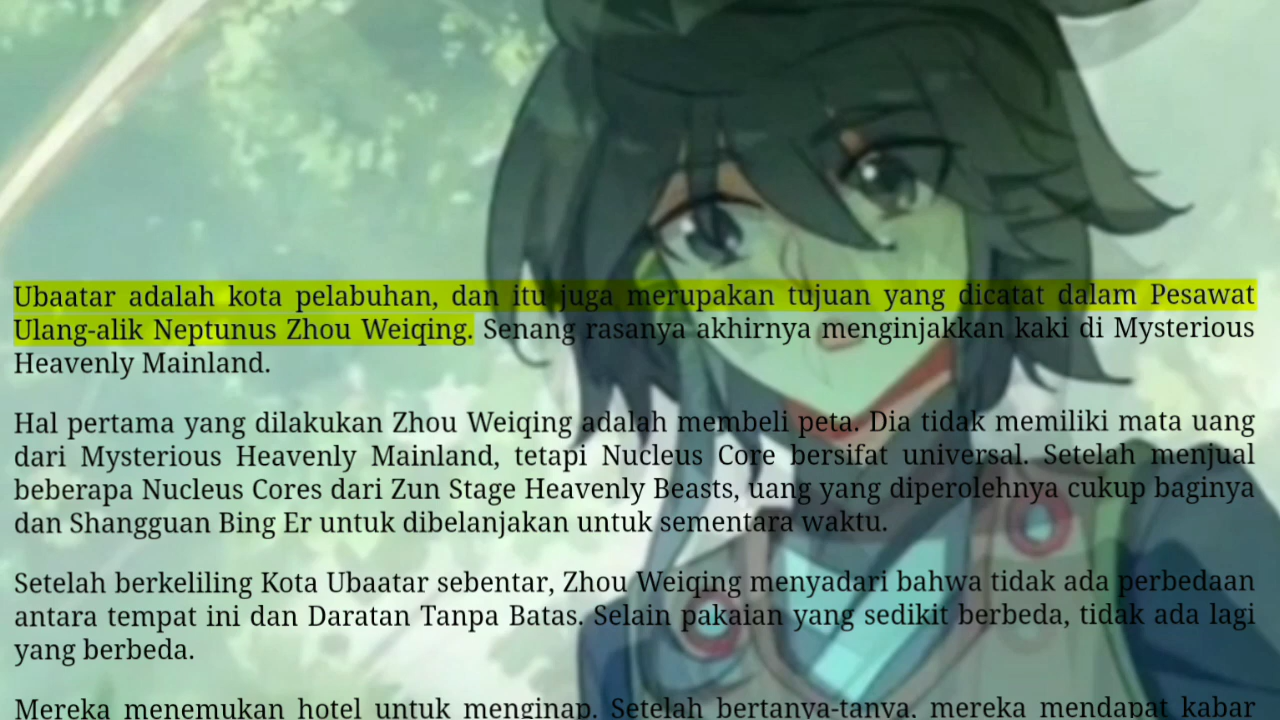 Ubaatar adalah kota pelabuhan, dan itu juga merupakan tujuan yang dicatat dalam Pesawat
Ulang-alik Neptunus Zhou Weiqing. Senang rasanya akhirnya menginjakkan kaki di Mysterious
Heavenly Mainland.
Hal pertama yang dilakukan Zhou Weiqing adalah membeli peta. Dia tidak memiliki mata uang
dari Mysterious Heavenly Mainland, tetapi Nucleus Core bersifat universal. Setelah menjual
beberapa Nucleus Cores dari Zun Stage Heavenly Beasts, uang yang diperolehnya cukup baginya
dan Shangguan Bing Er untuk dibelanjakan untuk sementara waktu.
Setelah berkeliling Kota Ubaatar sebentar, Zhou Weiqing menyadari bahwa tidak ada perbedaan
antara tempat ini dan Daratan Tanpa Batas. Selain pakaian yang sedikit berbeda, tidak ada lagi
yang berbeda.
Mereka menemukan hotel untuk menginap. Setelah bertanya-tanya, mereka mendapat kabar